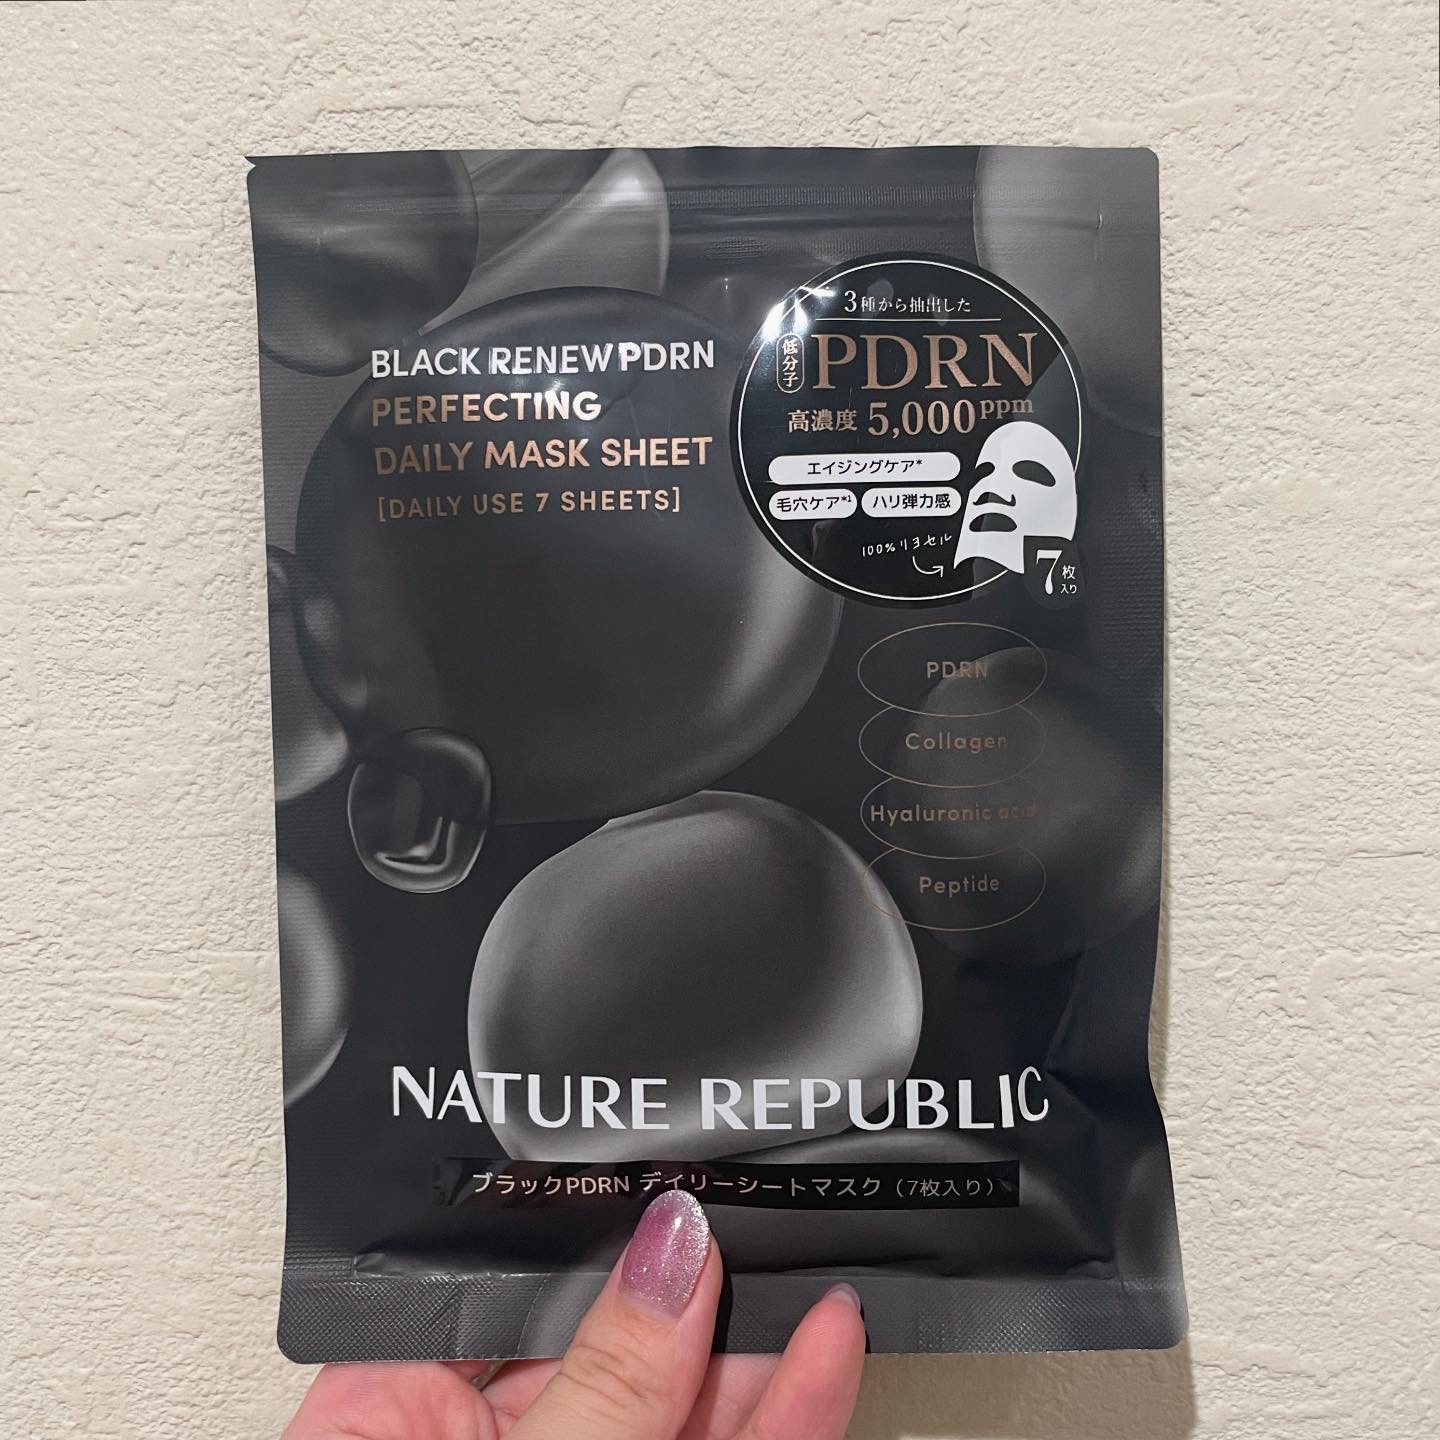 BLACK RENEW PDRN
PERFECTING
DAILY MASK SHEET
[DAILY USE 7 SHEETS]
3種から抽出した
低分子
PDRN
高濃度 5,000ppm
エイジングケア*
毛穴ケア*1
ハリ弾力感
100%リヨセル
7枚入り
PDRN
Collagen
Hyaluronic acid
Peptide
NATURE REPUBLIC
ブラックPDRN デイリーシートマスク（7枚入り）